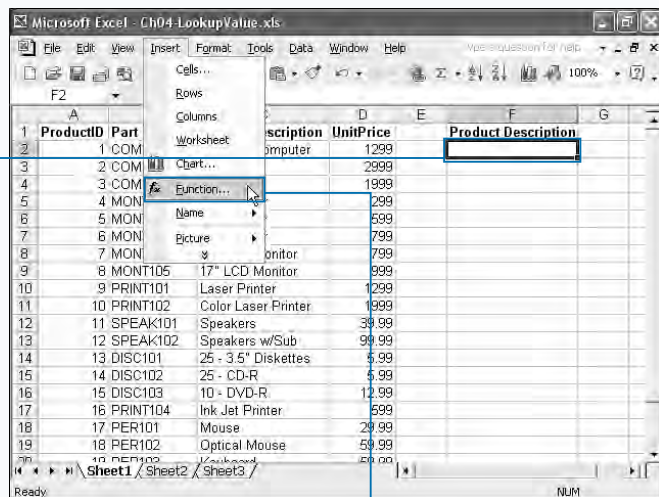 Microsoft Excel - Ch04-LookupValue.xls
File Edit View Insert Format Tools Data Window Help
Σ 100%
F2
Cells...
Rows
Columns
Worksheet
Chart...
fx Function...
Name
Picture
A D E F G
1 ProductID Part scription UnitPrice Product Description
2 1 COM omputer 1299
3 2 COM 2999
4 3 COM 1999
5 4 MON 299
6 5 MON 599
7 6 MON 799
8 7 MON onitor 799
9 8 MONT105 17" LCD Monitor 999
10 9 PRINT101 Laser Printer 1299
11 10 PRINT102 Color Laser Printer 1999
12 11 SPEAK101 Speakers 39.99
13 12 SPEAK102 Speakers w/Sub 99.99
14 13 DISC101 25 - 3.5" Diskettes 5.99
15 14 DISC102 25 - CD-R 5.99
16 15 DISC103 10 - DVD-R 12.99
17 16 PRINT104 Ink Jet Printer 599
18 17 PER101 Mouse 29.99
19 18 PER102 Optical Mouse 59.99
Sheet1 Sheet2 Sheet3
Ready NUM